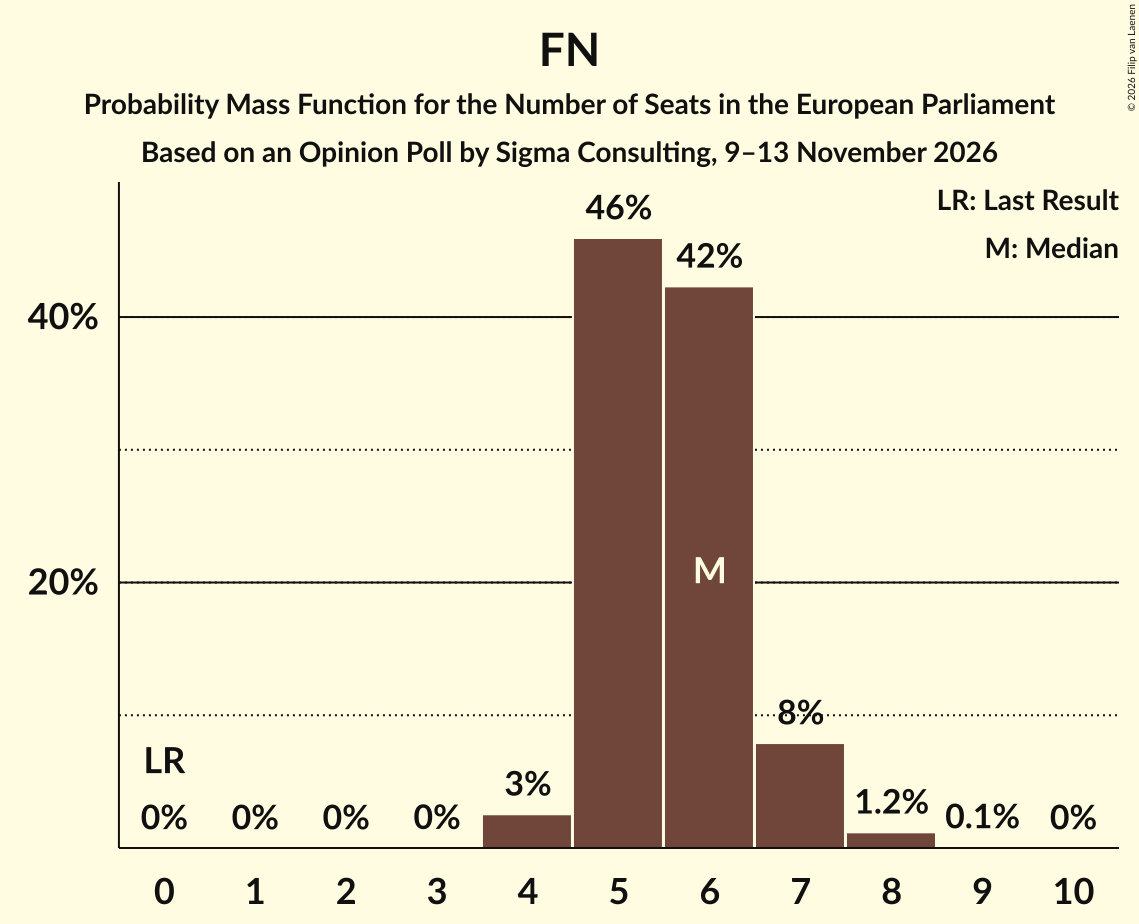 FN
Probability Mass Function for the Number of Seats in the European Parliament
Based on an Opinion Poll by Sigma Consulting, 9–13 November 2026
© 2026 Filip van Laenen
LR: Last Result
M: Median
46%
42%
40%
20%
M
8%
LR
3%
1.2%
0.1%
0%
0%
0%
0%
0%
0 1 2 3 4 5 6 7 8 9 10